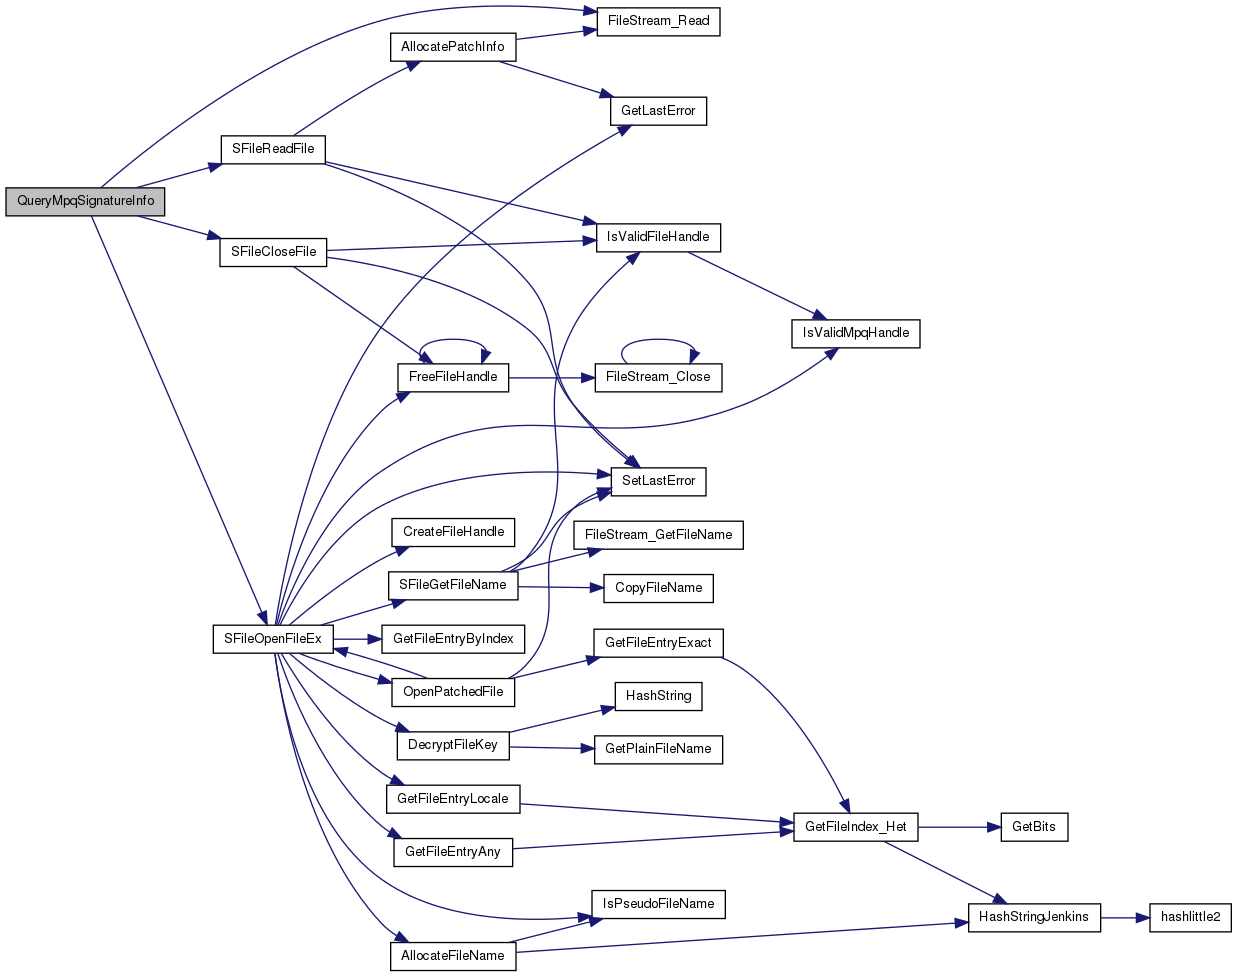 FileStream_Read
AllocatePatchInfo
GetLastError
SFileReadFile
QueryMpqSignatureInfo
IsValidFileHandle
SFileCloseFile
IsValidMpqHandle
FreeFileHandle
FileStream_Close
SetLastError
CreateFileHandle
FileStream_GetFileName
SFileGetFileName
CopyFileName
SFileOpenFileEx
GetFileEntryByIndex
GetFileEntryExact
OpenPatchedFile
HashString
DecryptFileKey
GetPlainFileName
GetFileEntryLocale
GetFileIndex_Het
GetBits
GetFileEntryAny
IsPseudoFileName
HashStringJenkins
hashlittle2
AllocateFileName